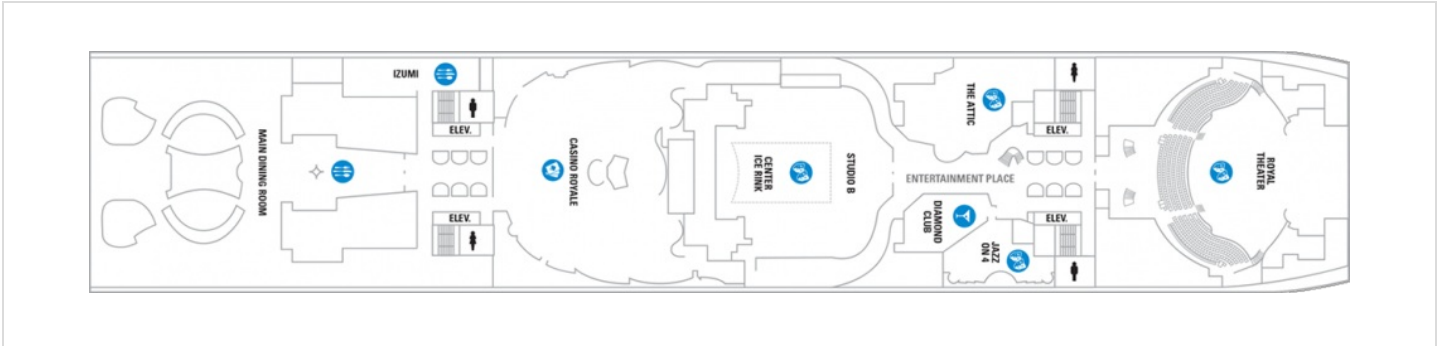 IZUMI
ELEV.
ELEV.
MAIN DINING ROOM
CASINO ROYALE
CENTER
ICE RINK
STUDIO B
THE ATTIC
ELEV.
ENTERTAINMENT PLACE
DIAMOND
CLUB
JAZZ
ON 4
ELEV.
ROYAL
THEATER